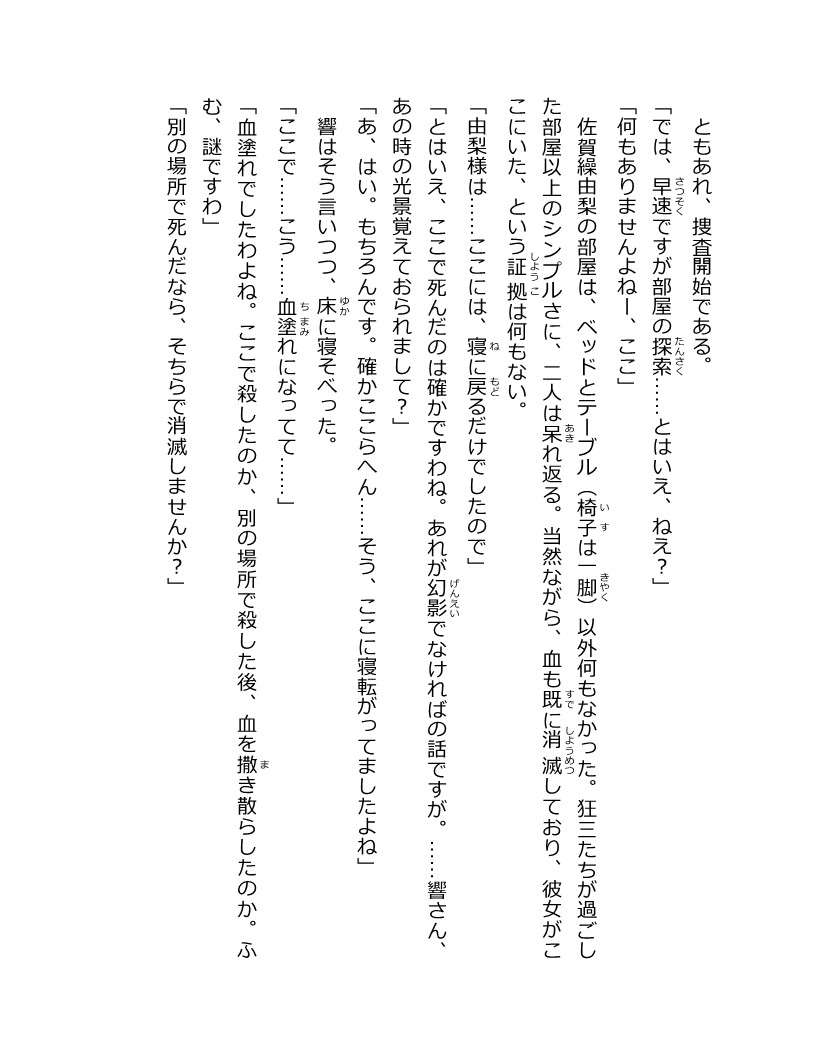 ともあれ、捜査開始である。
「では、早速ですが部屋の探索……とはいえ、ねえ？」
「何もありませんよねー、ここ」
佐賀繰由梨の部屋は、ベッドとテーブル（椅子は一脚）以外何もなかった。狂三たちが過ごし
た部屋以上のシンプルさに、二人は呆れ返る。当然ながら、血も既に消滅しており、彼女がこ
こにいた、という証拠は何もない。
「由梨様は……ここには、寝に戻るだけでしたので」
「とはいえ、ここで死んだのは確かですわね。あれが幻影でなければの話ですが。……響さん、
あの時の光景覚えておられまして？」
「あ、はい。もちろんです。確かここらへん……そう、ここに寝転がってましたよね」
響はそう言いつつ、床に寝そべった。
「ここで……こう……血塗れになってて……」
「血塗れでしたわよね。ここで殺したのか、別の場所で殺した後、血を撒き散らしたのか。ふ
む、謎ですわ」
「別の場所で死んだなら、そちらで消滅しませんか？」